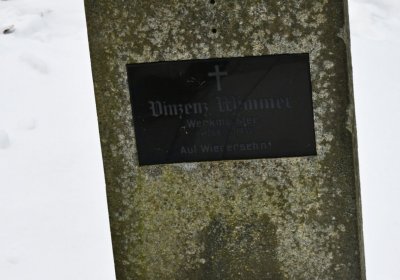 Vinzenz Wimmer
Werkmeister
Auf Wiedersehn!